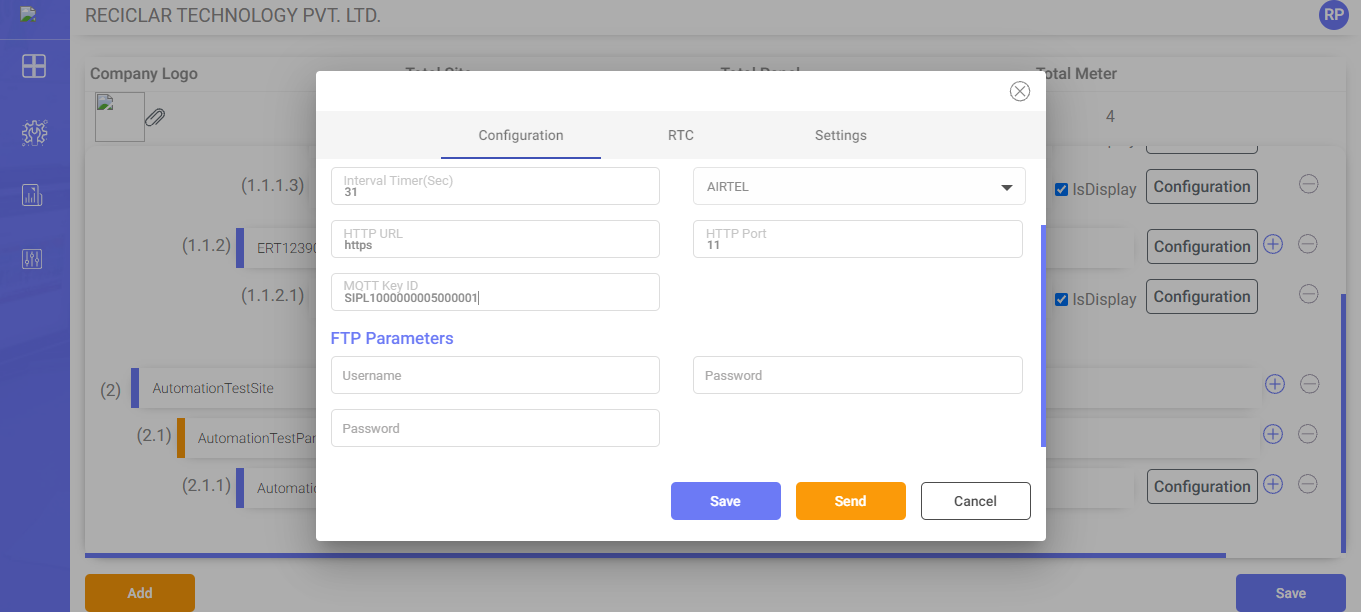 RECICLAR TECHNOLOGY PVT. LTD.
RP
Company Logo
Total Site
Total Panel
Total Meter
4
Configuration
RTC
Settings
(1.1.1.3)
Interval Timer(Sec)
31
AIRTEL
IsDisplay
Configuration
(1.1.2)
ERT12390
HTTP URL
https
HTTP Port
11
Configuration
(1.1.2.1)
MQTT Key ID
SIPL1000000005000001
IsDisplay
Configuration
FTP Parameters
(2)
AutomationTestSite
Username
Password
(2.1)
AutomationTestPan
Password
(2.1.1)
Automatio
Configuration
Save
Send
Cancel
Add
Save